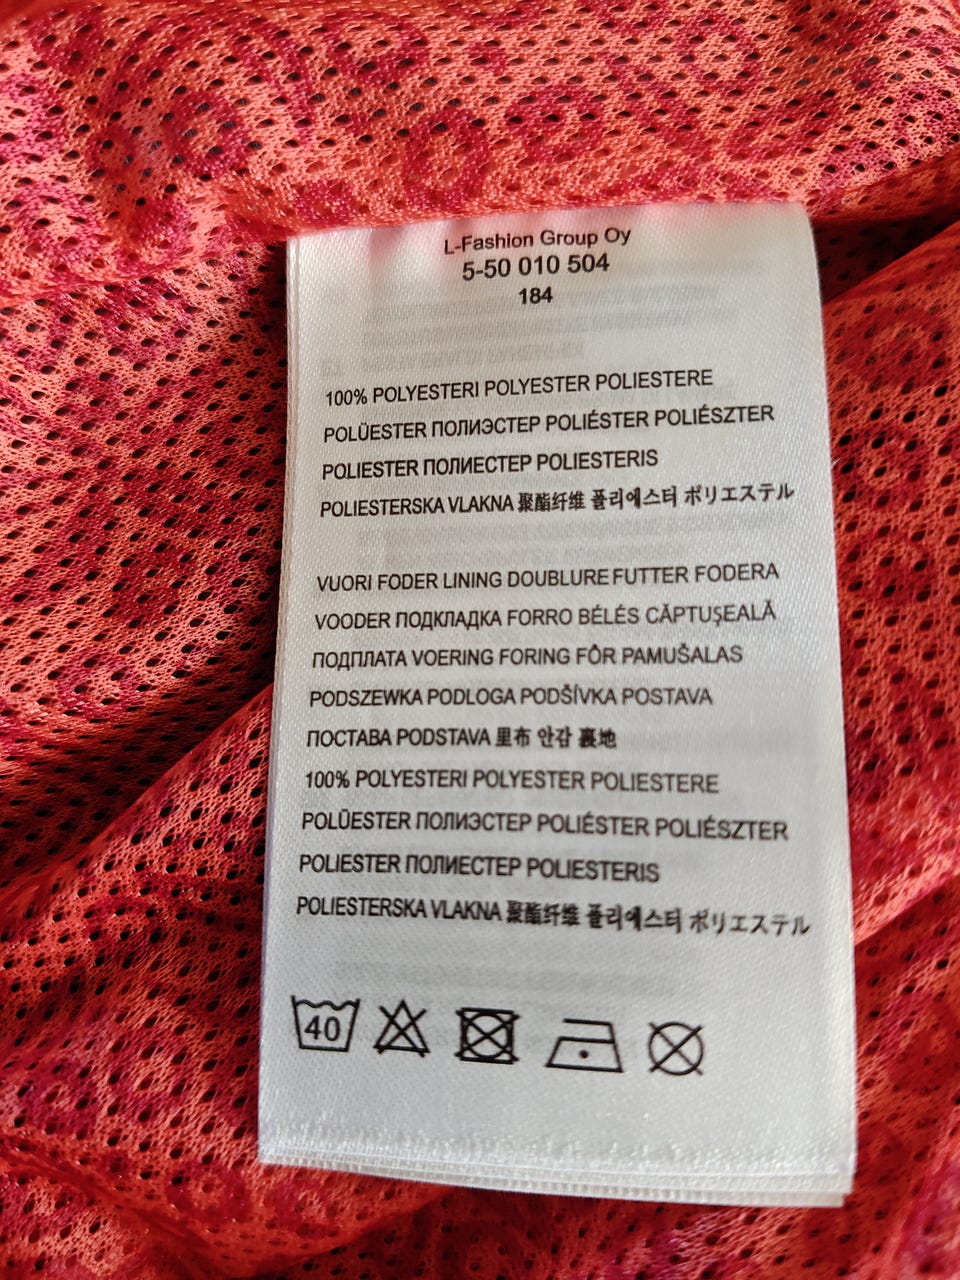 L-Fashion Group Oy
5-50 010 504
184
100% POLYESTERI POLYESTER POLIESTERE
POLÜESTER ПОЛИЭСТЕР POLIÉSTER POLIÉSZTER
POLIESTER ПОЛИЕСТЕР POLIESTERIS
POLIESTERSKA VLAKNA 聚酯纤维 폴리에스터 ポリエステル
VUORI FODER LINING DOUBLURE FUTTER FODERA
VOODER ПОДКЛАДКА FORRO BÉLÉS CĂPTUŞEALĂ
ПОДПЛАТА VOERING FORING FÔR PAMUŠALAS
PODSZEWKA PODLOGA PODŠÍVKA POSTAVA
ПОСТАВА PODSTAVA 里布 안감 裏地
100% POLYESTERI POLYESTER POLIESTERE
POLÜESTER ПОЛИЭСТЕР POLIÉSTER POLIÉSZTER
POLIESTER ПОЛИЕСТЕР POLIESTERIS
POLIESTERSKA VLAKNA 聚酯纤维 폴리에스터 ポリエステル
40